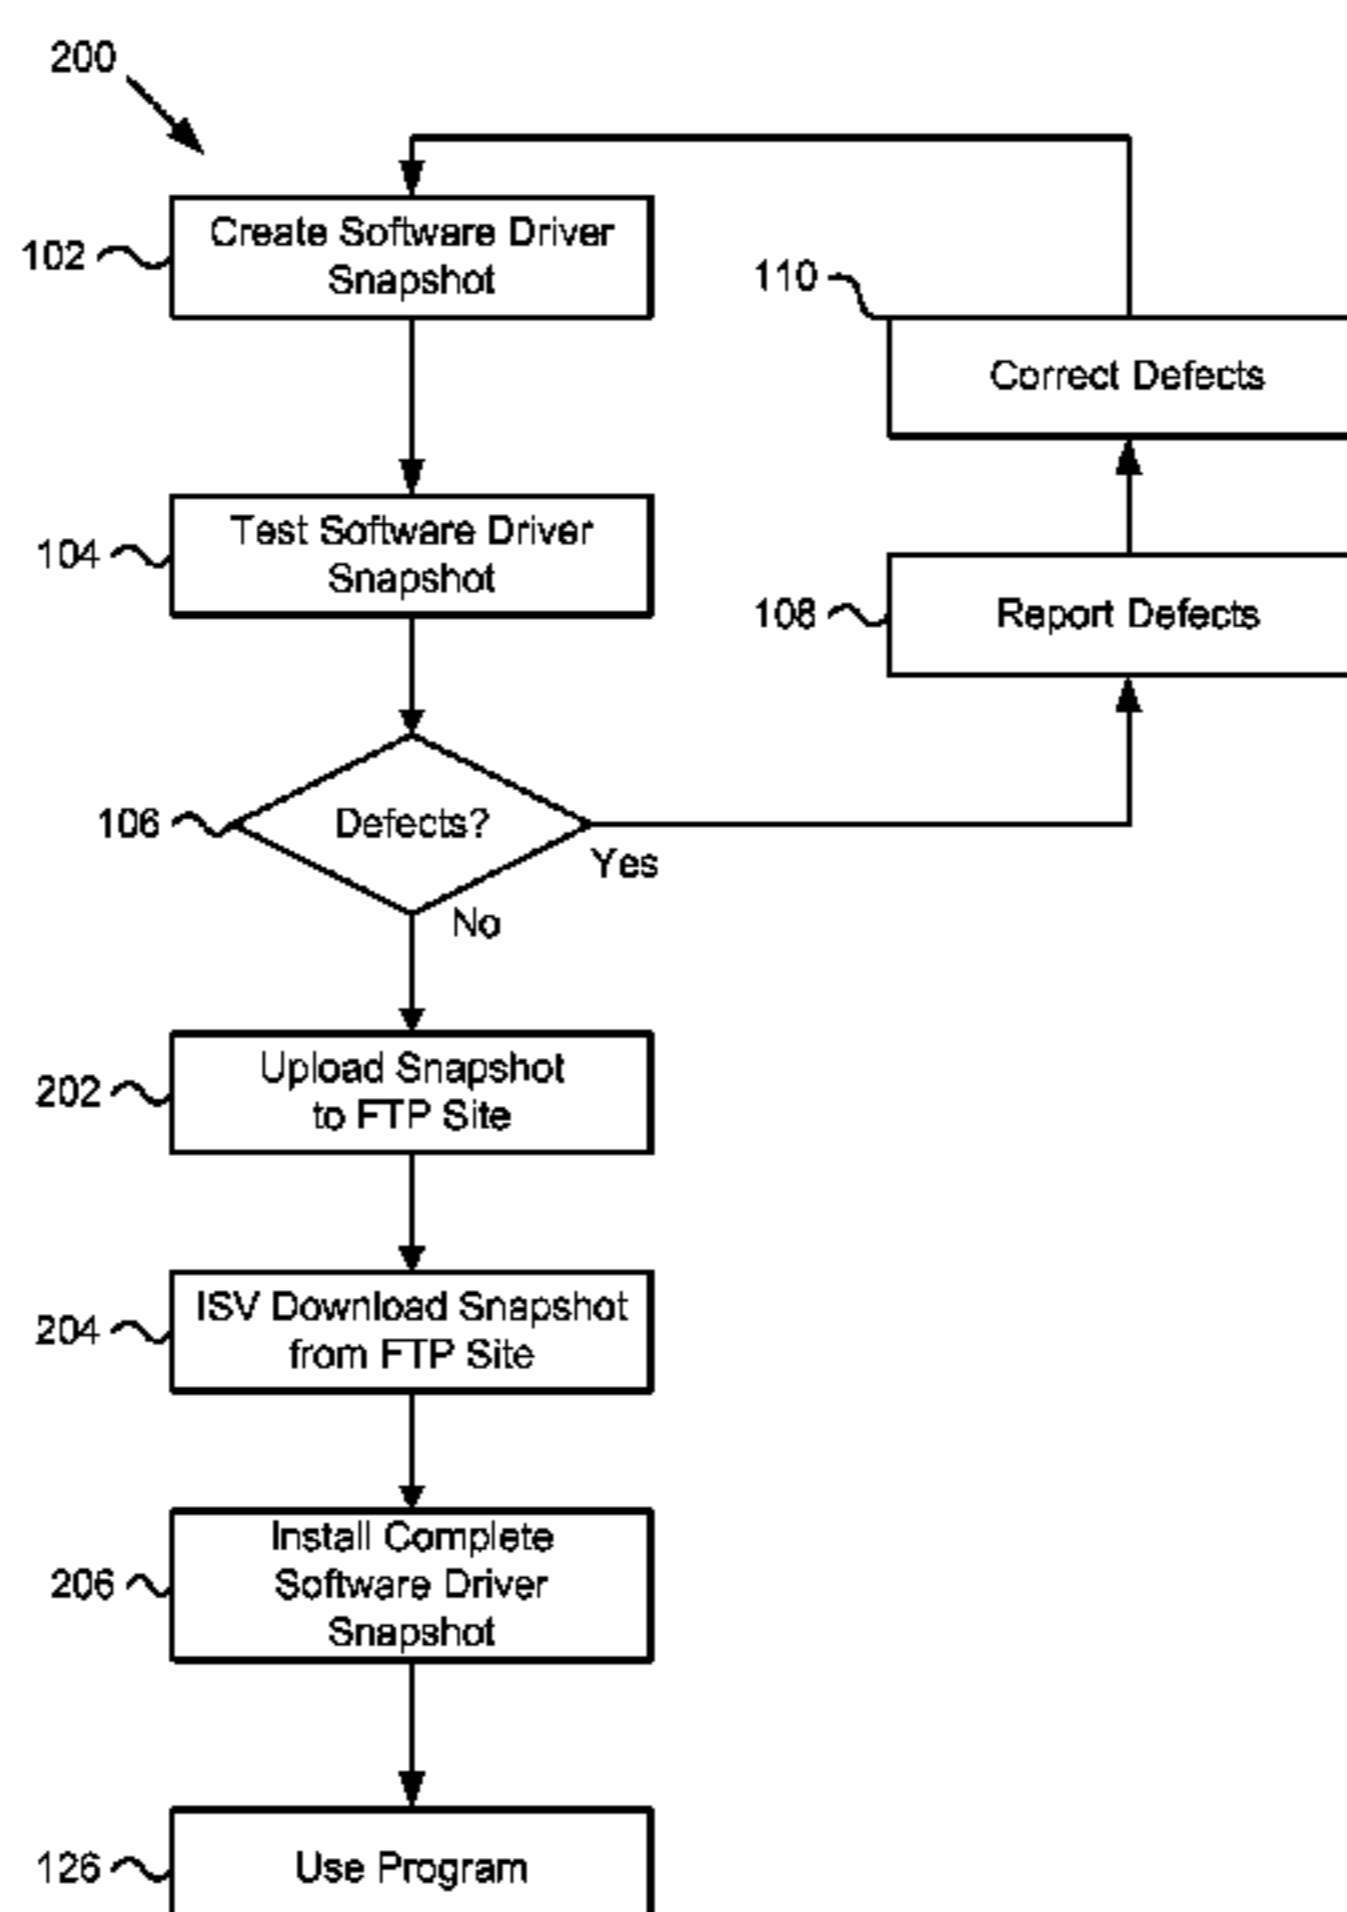 200
102
Create Software Driver
Snapshot
110
Correct Defects
104
Test Software Driver
Snapshot
108
Report Defects
106
Defects?
Yes
No
202
Upload Snapshot
to FTP Site
204
ISV Download Snapshot
from FTP Site
206
Install Complete
Software Driver
Snapshot
126
Use Program